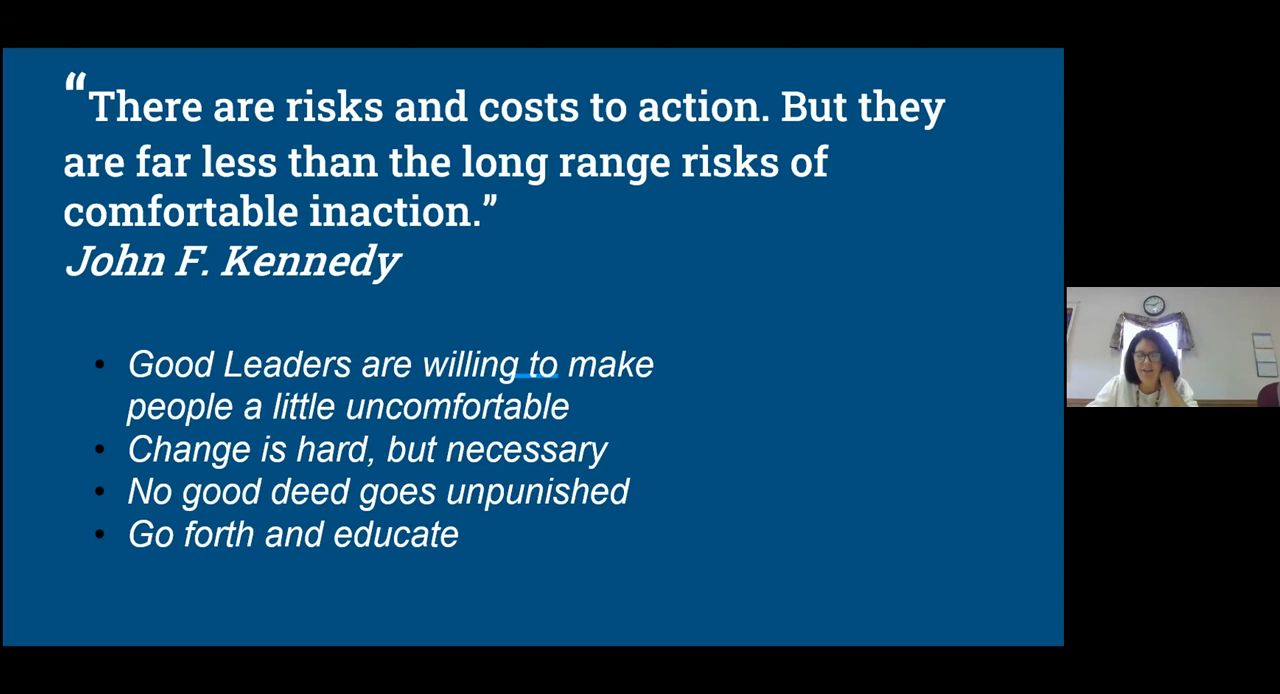 “There are risks and costs to action. But they
are far less than the long range risks of
comfortable inaction.”
John F. Kennedy
• Good Leaders are willing to make
people a little uncomfortable
• Change is hard, but necessary
• No good deed goes unpunished
• Go forth and educate